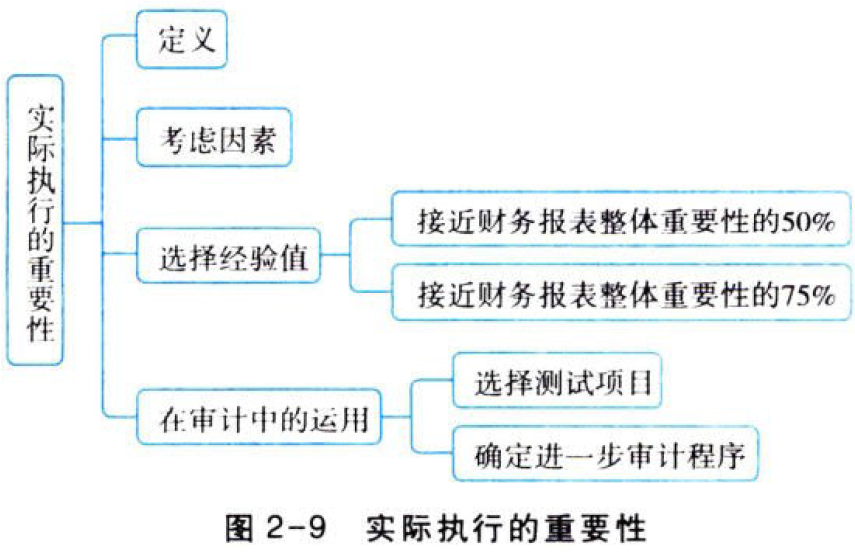 实际执行的重要性
定义
考虑因素
选择经验值
接近财务报表整体重要性的50%
接近财务报表整体重要性的75%
在审计中的运用
选择测试项目
确定进一步审计程序
图2-9 实际执行的重要性